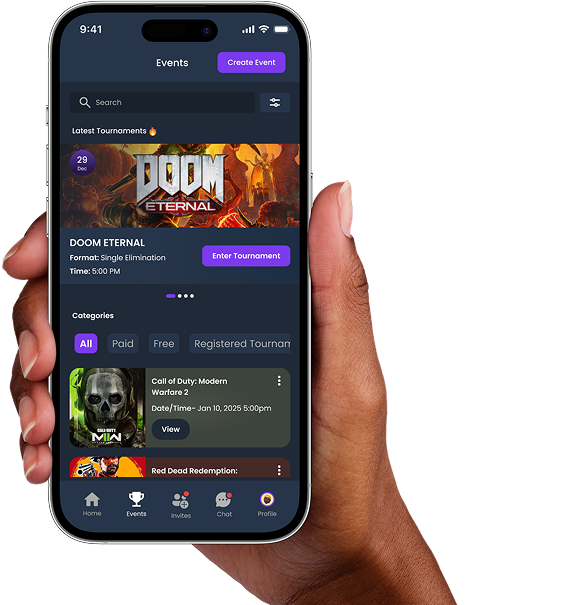 9:41
Events
Create Event
Search
Latest Tournaments 🔥
29
Dec
DOOM
ETERNAL
DOOM ETERNAL
Format: Single Elimination
Enter Tournament
Time: 5:00 PM
Categories
All
Paid
Free
Registered Tournam
Call of Duty: Modern
Warfare 2
Date/Time- Jan 10, 2025 5:00pm
CALL OF DUTY
MWII
View
Red Dead Redemption:
Home
Events
Invites
Chat
Profile